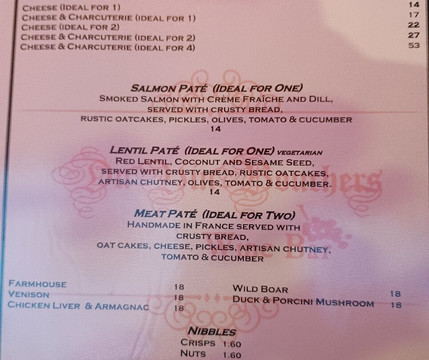 Cheese (Ideal for 1) 14
Cheese & Charcuterie (Ideal for 1) 17
Cheese (ideal for 2) 22
Cheese & Charcuterie (Ideal for 2) 27
Cheese & Charcuterie (Ideal for 4) 53
Salmon Paté (Ideal for One)
Smoked Salmon with Crème Fraîche and Dill,
served with crusty bread,
rustic oatcakes, pickles, olives, tomato & cucumber
14
Lentil Paté (Ideal for One) vegetarian
Red Lentil, Coconut and Sesame Seed,
served with crusty bread, rustic oatcakes,
artisan chutney, olives, tomato & cucumber.
14
Meat Paté (Ideal for Two)
Handmade in France served with
crusty bread,
oat cakes, cheese, pickles, artisan chutney,
tomato & cucumber
Farmhouse 18
Venison 18
Chicken Liver & Armagnac 18
Wild Boar 18
Duck & Porcini Mushroom 18
Nibbles
Crisps 1.60
Nuts 1.60